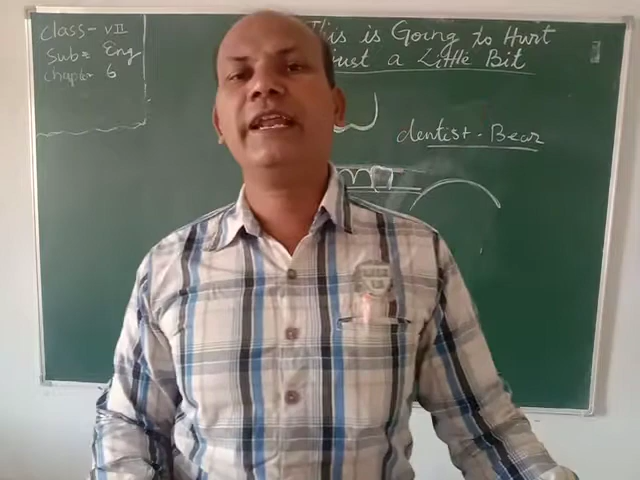 Class- VII
Sub= Eng
Chapter 6
This is Going to Hurt
Just a Little Bit
dentist - Bear